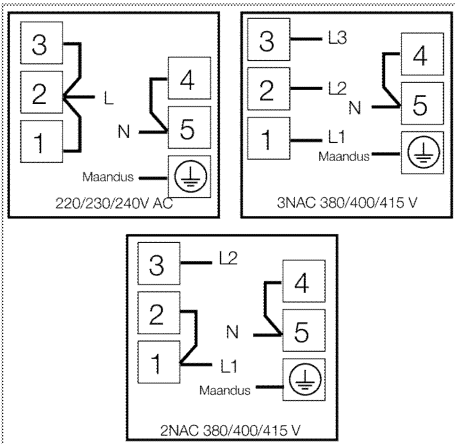 3
2
L
4
1
N
5
Maandus
220/230/240V AC
3 L3
4
2 L2
N
5
1 L1
Maandus
3NAC 380/400/415 V
3 L2
4
2
N
5
1 L1
Maandus
2NAC 380/400/415 V